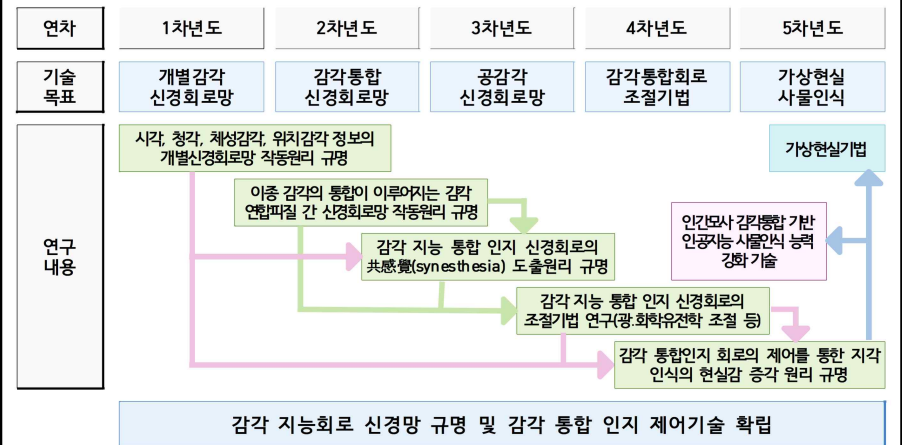 연차
1차년도
2차년도
3차년도
4차년도
5차년도
기술
목표
개별감각
신경회로망
감각통합
신경회로망
공감각
신경회로망
감각통합회로
조절기법
가상현실
사물인식
연구
내용
시각, 청각, 체성감각, 위치감각 정보의
개별신경회로망 작동원리 규명
가상현실기법
이종 감각의 통합이 이루어지는 감각
연합피질 간 신경회로망 작동원리 규명
인간모사 감각통합 기반
인공지능 사물인식 능력
강화 기술
감각 지능 통합 인지 신경회로의
共感覺(synesthesia) 도출원리 규명
감각 지능 통합 인지 신경회로의
조절기법 연구(광.화학유전학 조절 등)
감각 통합인지 회로의 제어를 통한 지각
인식의 현실감 증각 원리 규명
감각 지능회로 신경망 규명 및 감각 통합 인지 제어기술 확립